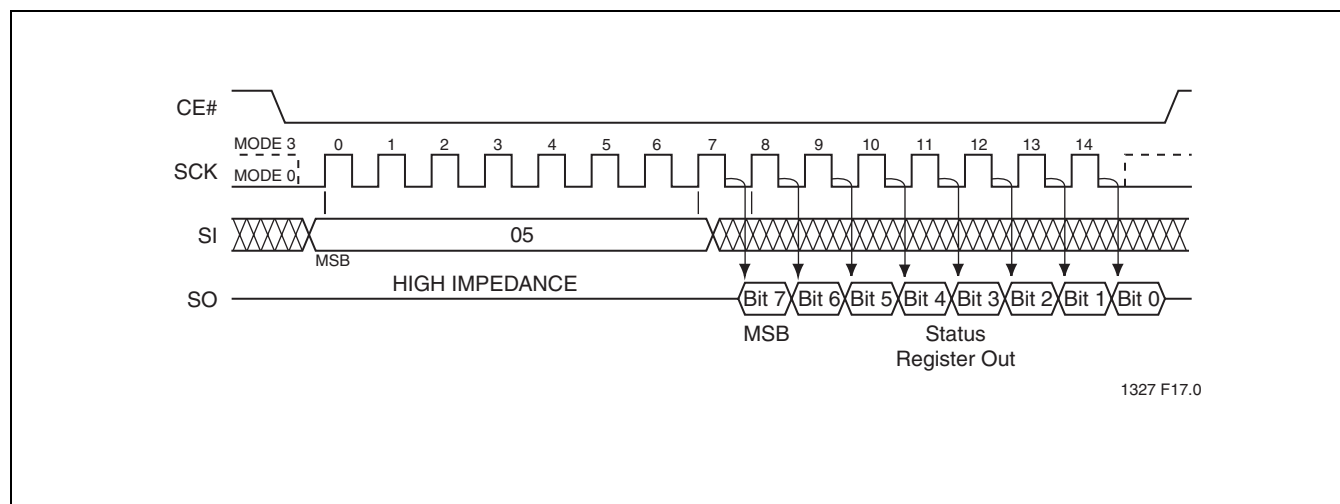 CE#
MODE 3 0 1 2 3 4 5 6 7 8 9 10 11 12 13 14
SCK MODE 0
SI 05
MSB
HIGH IMPEDANCE
SO Bit 7 Bit 6 Bit 5 Bit 4 Bit 3 Bit 2 Bit 1 Bit 0
MSB Status
Register Out
1327 F17.0